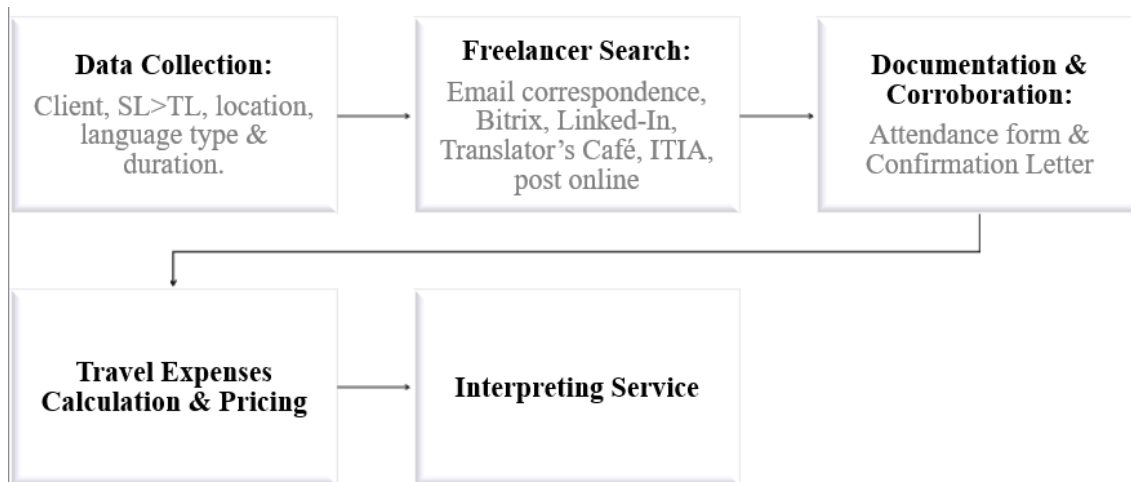 Data Collection:
Client, SL>TL, location,
language type &
duration.
Freelancer Search:
Email correspondence,
Bitrix, Linked-In,
Translator’s Café, ITIA,
post online
Documentation &
Corroboration:
Attendance form &
Confirmation Letter
Travel Expenses
Calculation & Pricing
Interpreting Service